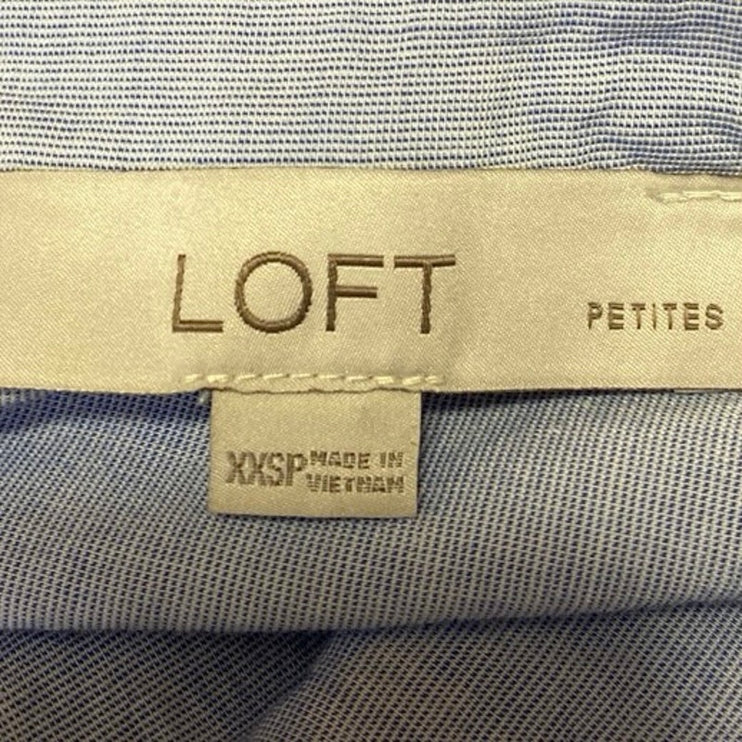 LOFT
PETITES
XXSP MADE IN
VIETNAM